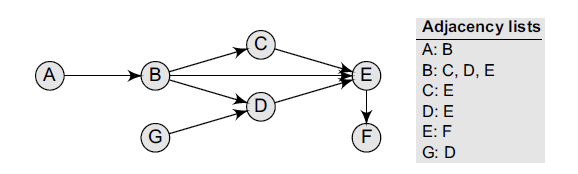 A
B
C
D
E
G
F
Adjacency lists
A: B
B: C, D, E
C: E
D: E
E: F
G: D